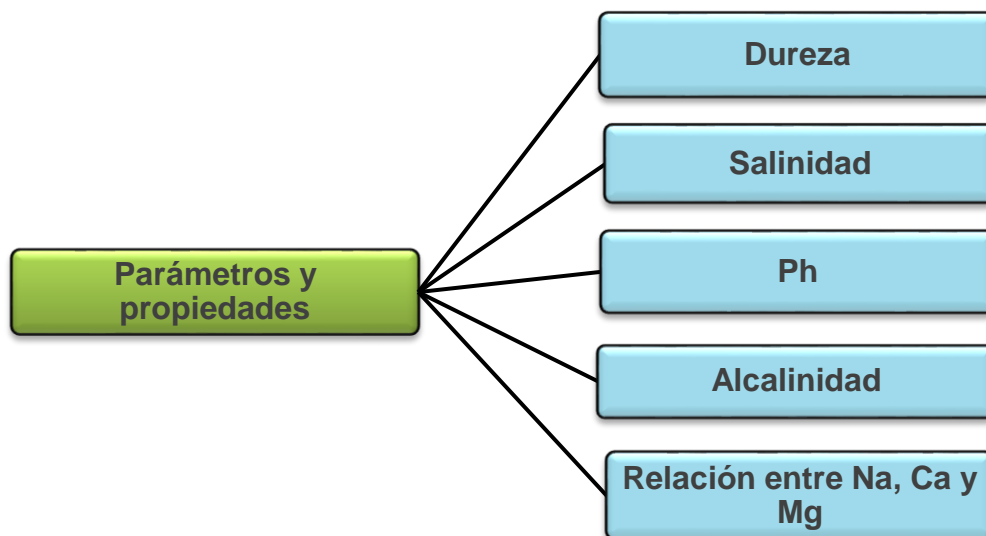 Parámetros y
propiedades
Dureza
Salinidad
Ph
Alcalinidad
Relación entre Na, Ca y
Mg